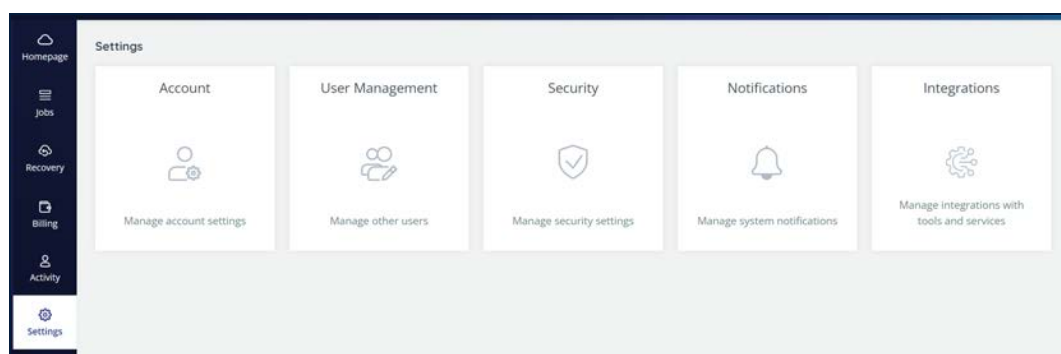 Homepage
Jobs
Recovery
Billing
Activity
Settings
Settings
Account
Manage account settings
User Management
Manage other users
Security
Manage security settings
Notifications
Manage system notifications
Integrations
Manage integrations with
tools and services